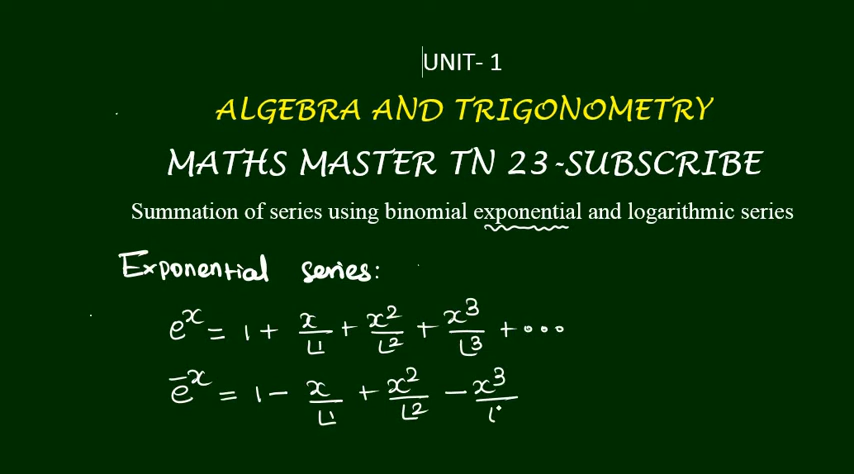 UNIT- 1
ALGEBRA AND TRIGONOMETRY
MATHS MASTER TN 23-SUBSCRIBE
Summation of series using binomial exponential and logarithmic series
Exponential series:
eˣ = 1 + x/∟1 + x²/∟2 + x³/∟3 + ...
e⁻ˣ = 1 - x/∟1 + x²/∟2 - x³/∟